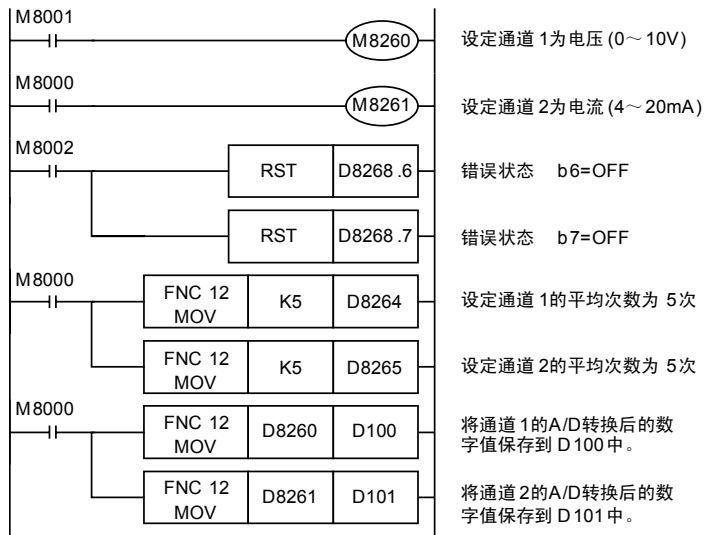 M8001
M8260
设定通道 1为电压 (0～10V)
M8000
M8261
设定通道 2为电流 (4～20mA)
M8002
RST D8268 .6
错误状态 b6=OFF
RST D8268 .7
错误状态 b7=OFF
M8000
FNC 12
MOV
K5 D8264
设定通道 1的平均次数为 5次
FNC 12
MOV
K5 D8265
设定通道 2的平均次数为 5次
M8000
FNC 12
MOV
D8260 D100
将通道 1的A/D转换后的数
字值保存到 D100中。
FNC 12
MOV
D8261 D101
将通道 2的A/D转换后的数
字值保存到 D101中。